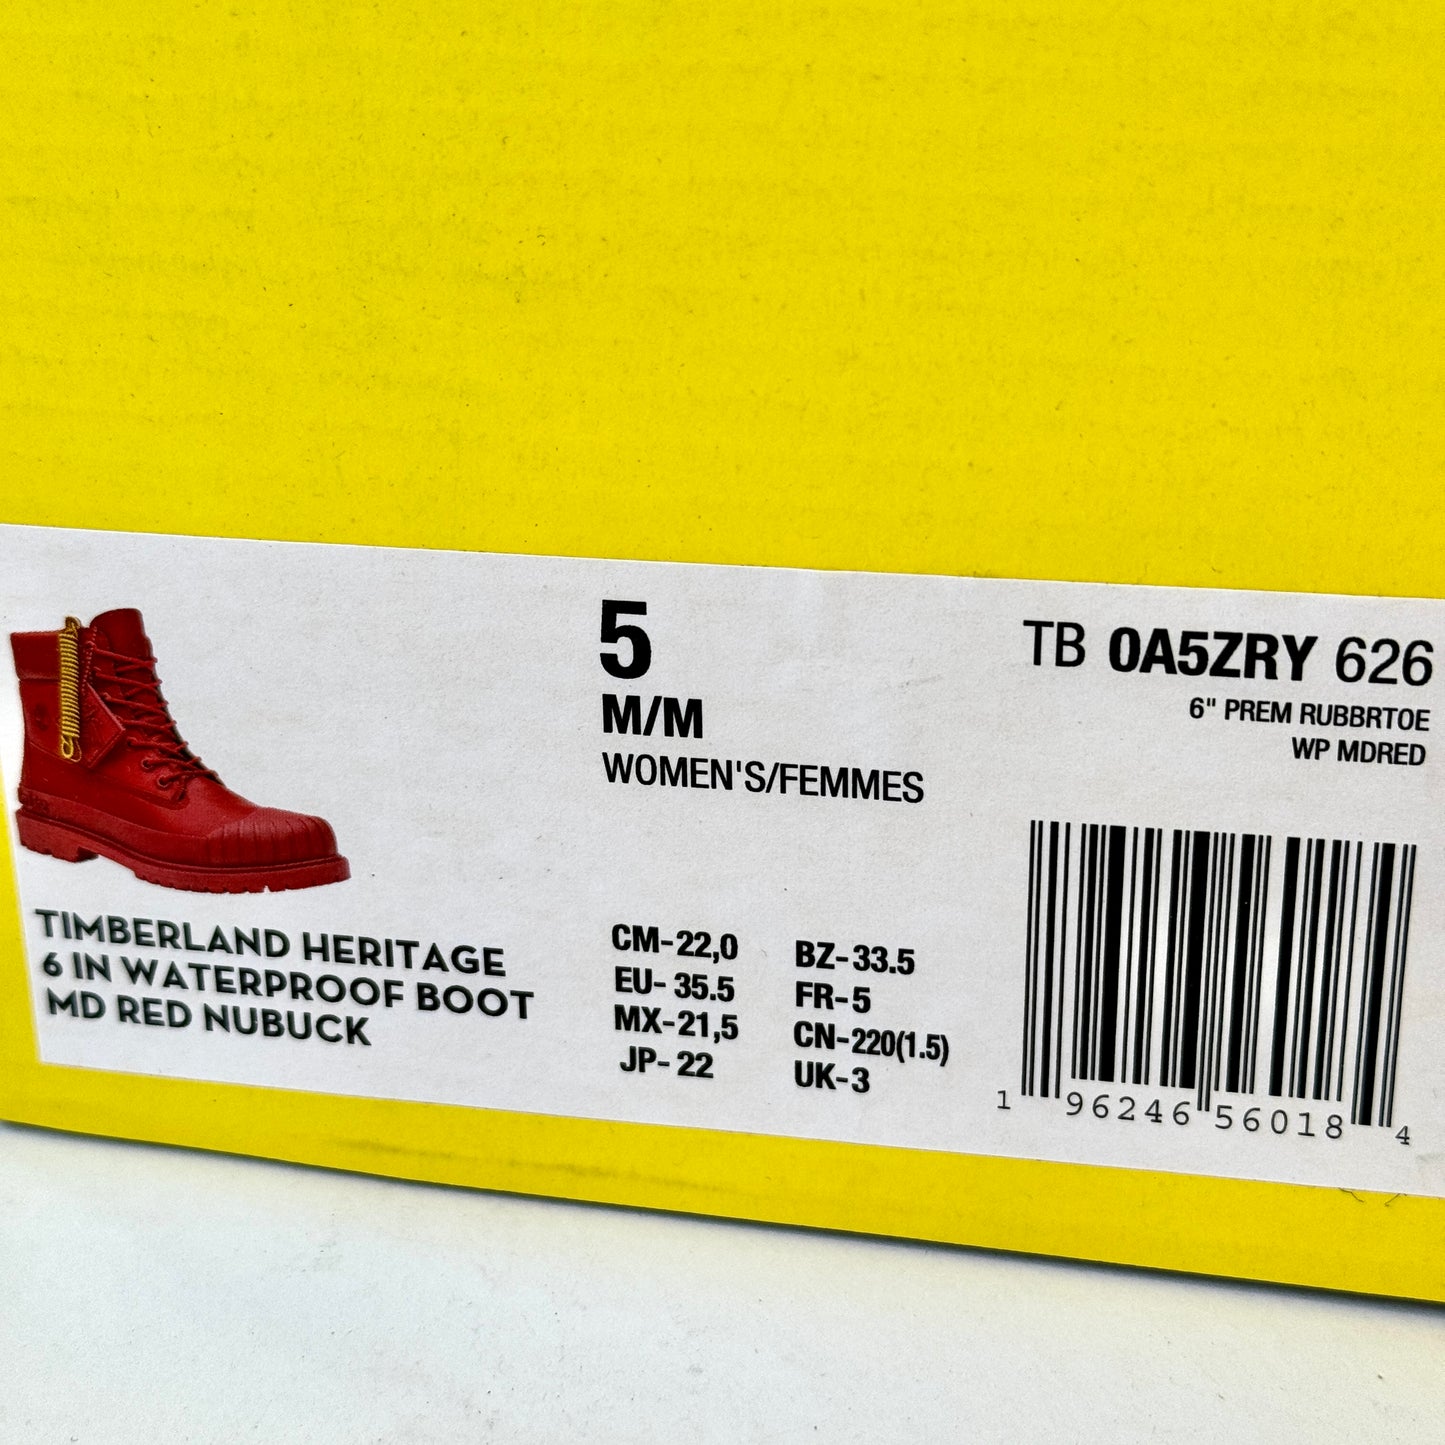 5
M/M
WOMEN'S/FEMMES
TB 0A5ZRY 626
6" PREM RUBBRTOE
WP MDRED
TIMBERLAND HERITAGE
6 IN WATERPROOF BOOT
MD RED NUBUCK
CM-22,0
EU- 35.5
MX-21,5
JP- 22
BZ-33.5
FR-5
CN-220(1.5)
UK-3
1 96246 56018 4